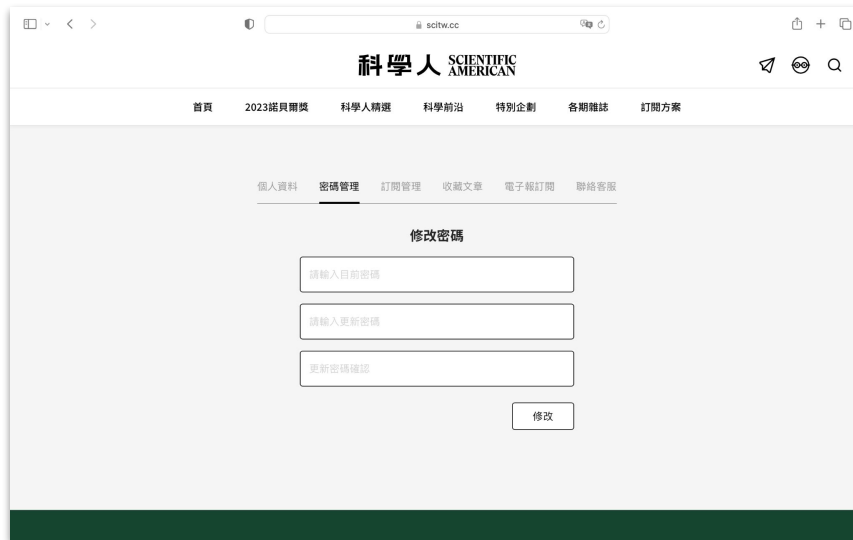 scitw.cc
科學人 SCIENTIFIC AMERICAN
首頁 2023諾貝爾獎 科學人精選 科學前沿 特別企劃 各期雜誌 訂閱方案
個人資料 密碼管理 訂閱管理 收藏文章 電子報訂閱 聯絡客服
修改密碼
請輸入目前密碼
請輸入更新密碼
更新密碼確認
修改